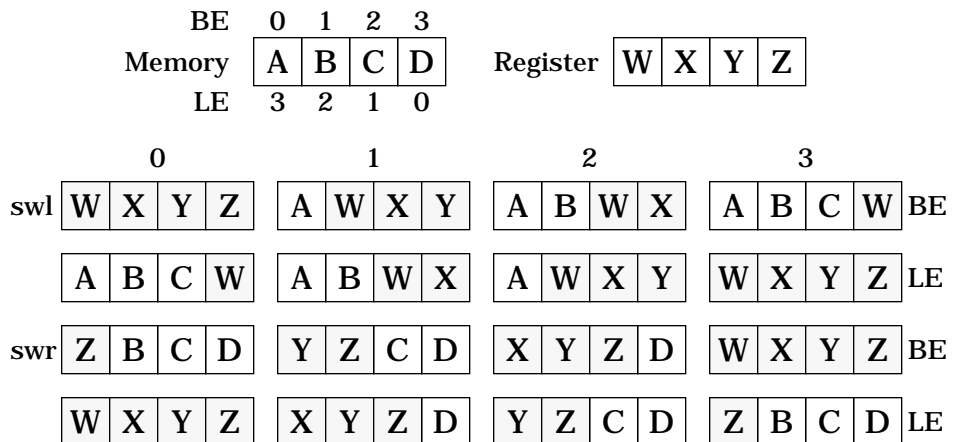 BE 0 1 2 3
Memory A B C D Register W X Y Z
LE 3 2 1 0
0 1 2 3
swl W X Y Z A W X Y A B W X A B C W BE
A B C W A B W X A W X Y W X Y Z LE
swr Z B C D Y Z C D X Y Z D W X Y Z BE
W X Y Z X Y Z D Y Z C D Z B C D LE